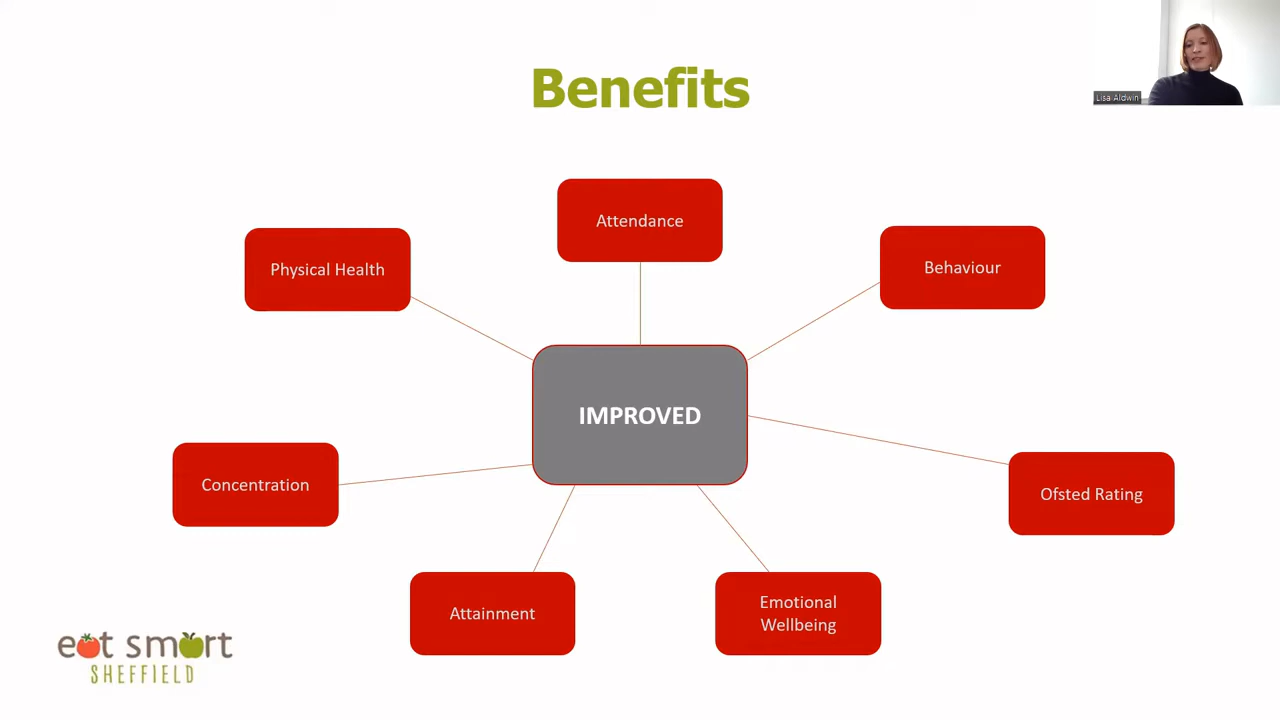 Benefits
Lisa Aldwin
Attendance
Physical Health
Behaviour
IMPROVED
Concentration
Ofsted Rating
Attainment
Emotional
Wellbeing
eat smart
SHEFFIELD